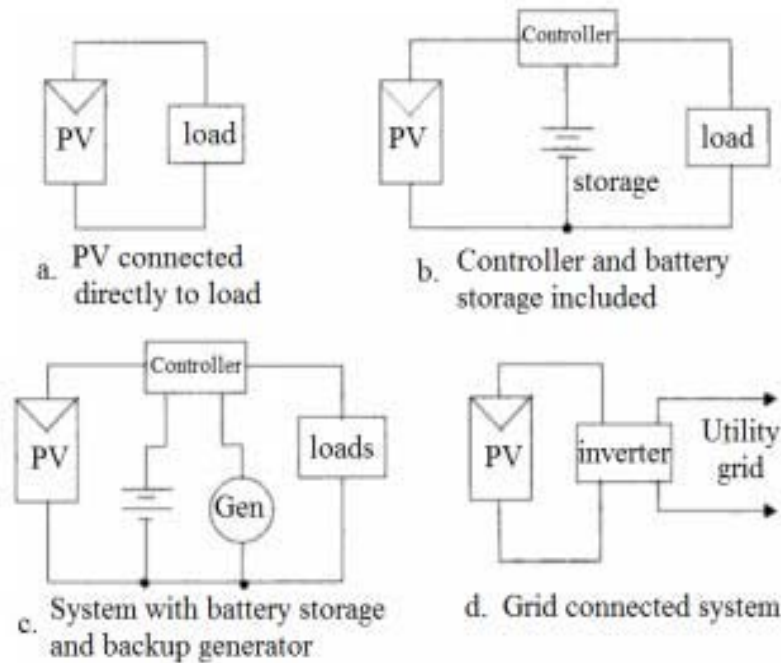 PV
load
a. PV connected
directly to load
Controller
PV
load
storage
b. Controller and battery
storage included
Controller
PV
loads
Gen
c. System with battery storage
and backup generator
PV
inverter
Utility
grid
d. Grid connected system